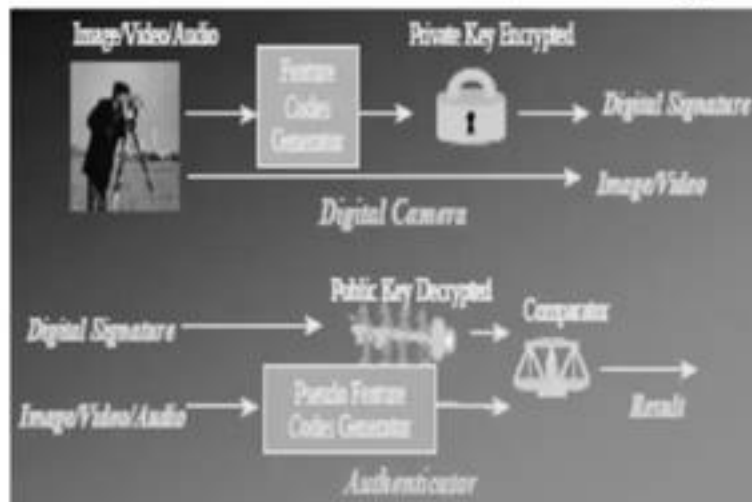 Image/Video/Audio
Private Key Encrypted
Feature
Codes
Generator
Digital Signature
Image/Video
Digital Camera
Public Key Decrypted
Comparator
Digital Signature
Pseudo Feature
Codes Generator
Image/Video/Audio
Result
Authenticator